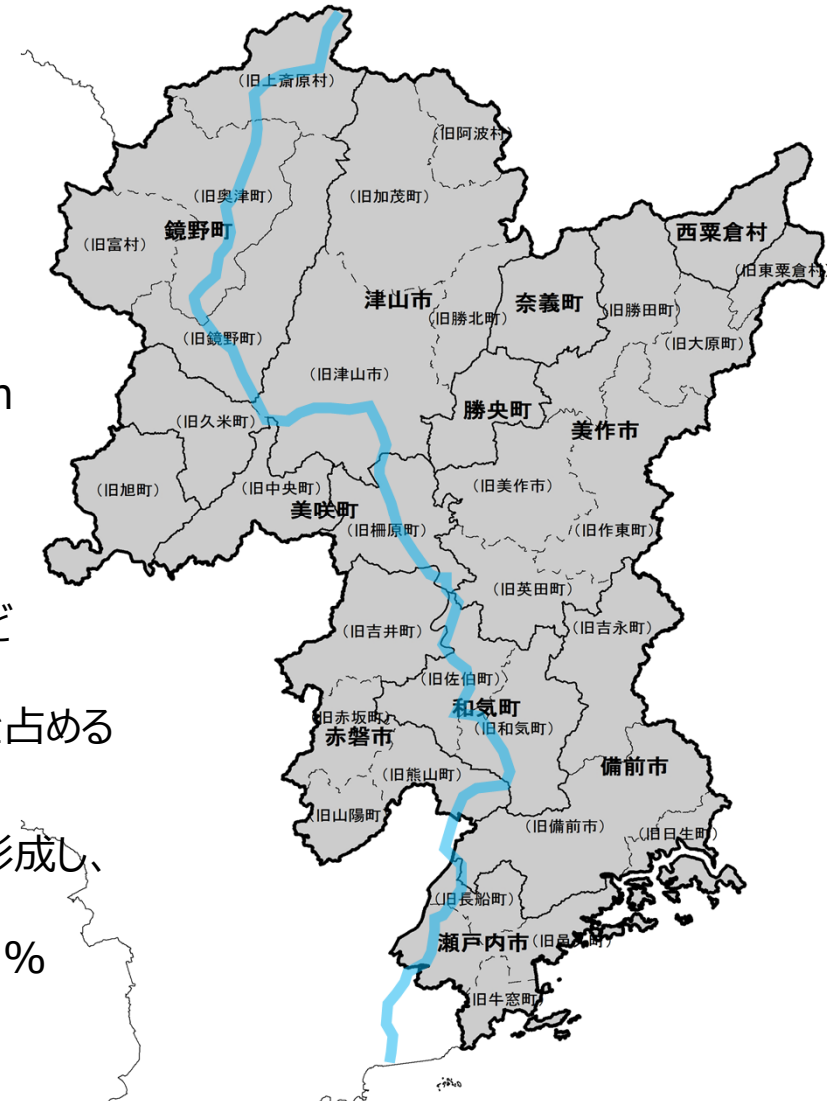 (旧上斎原村)
(旧阿波村)
(旧奥津町)
(旧加茂町)
鏡野町
西粟倉村
(旧富村)
(旧東粟倉村)
津山市
奈義町
(旧勝北町)
(旧勝田町)
(旧鏡野町)
(旧大原町)
(旧津山市)
m
勝央町
(旧久米町)
美作市
(旧旭町)
(旧中央町)
(旧美作市)
美咲町
(旧柵原町)
(旧作東町)
(旧英田町)
ど
(旧吉井町)
(旧吉永町)
(旧佐伯町)
和気町
(旧赤坂町)
占める
(旧和気町)
赤磐市
備前市
(旧熊山町)
(旧山陽町)
(旧備前市)
(旧日生町)
形成し、
(旧長船町)
瀬戸内市
(旧邑久町)
%
(旧牛窓町)